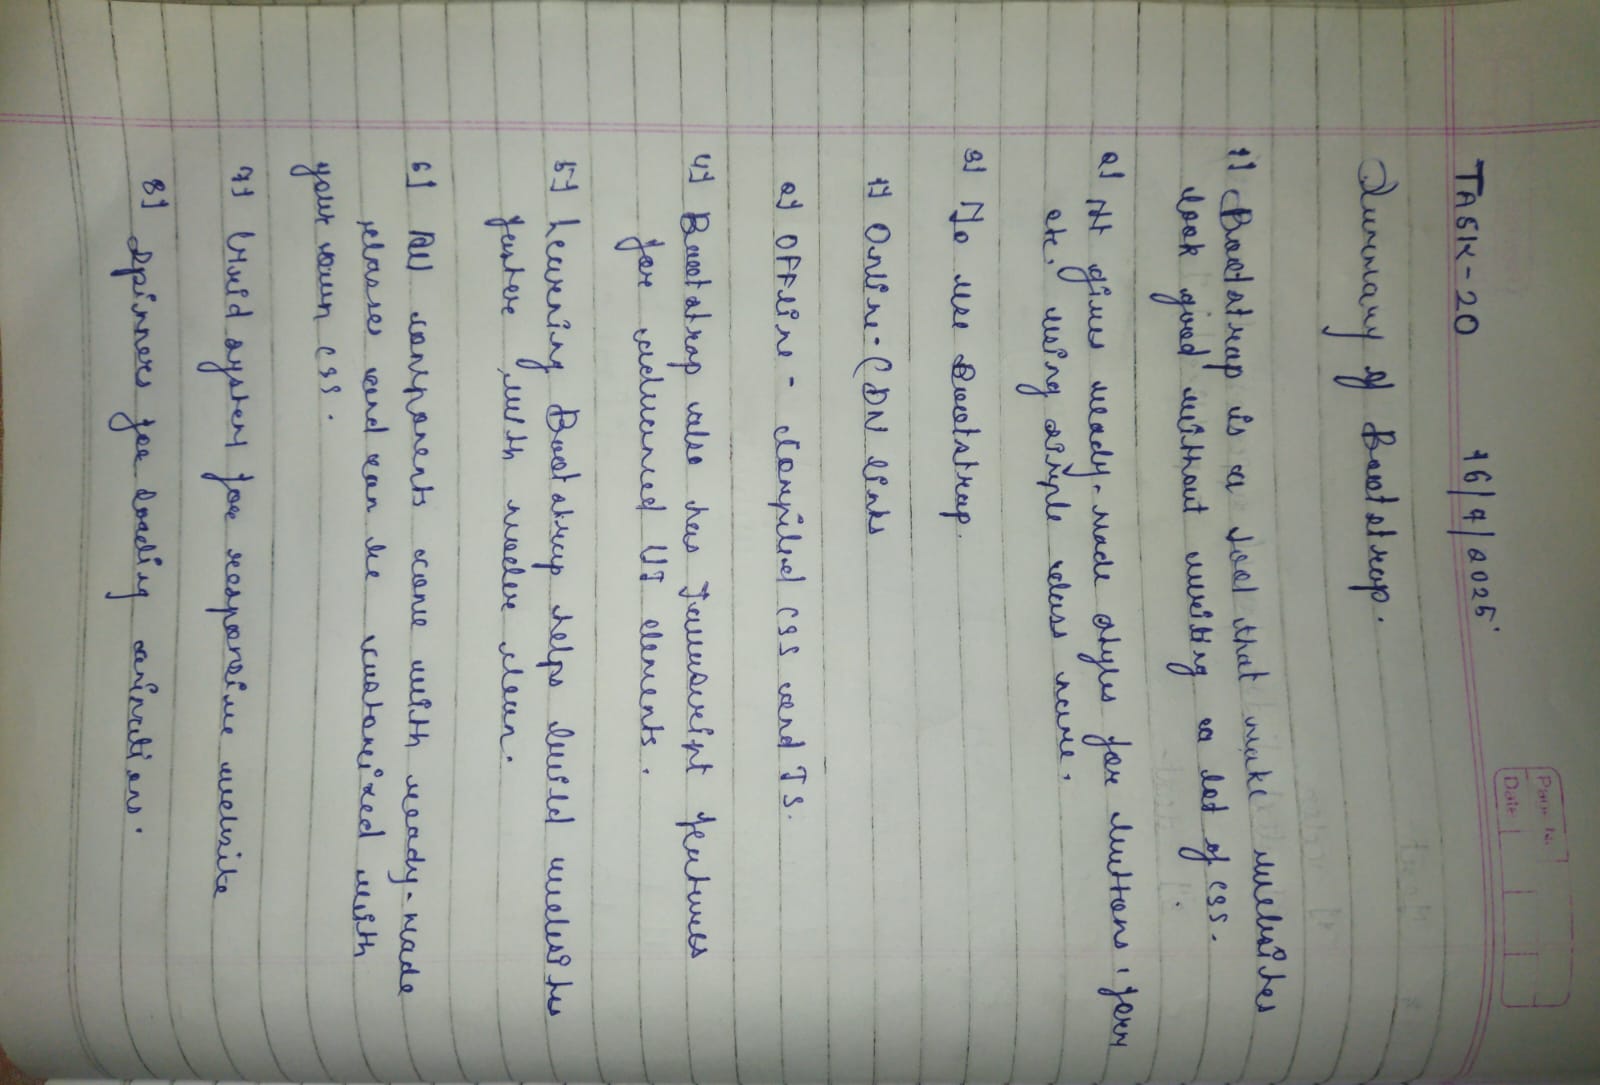 Page No.
Date
TASK-20 16/7/2025
Summary of Bootstrap.
1) Bootstrap is a tool that make websites
look good without writing a lot of CSS.
2) It gives ready-made styles for buttons, form
etc. using simple class name.
3) To use Bootstrap.
1) Online - CDN links
2) OFFline - Compiled CSS and JS.
4) Bootstrap also has Javascript features
for advanced UI elements.
5) Learning Bootstrap helps build websites
faster with clean.
6) All components come with ready-made
classes and can be customized with
your own CSS.
7) Grid system for responsive website
8) Spinners for loading animations.